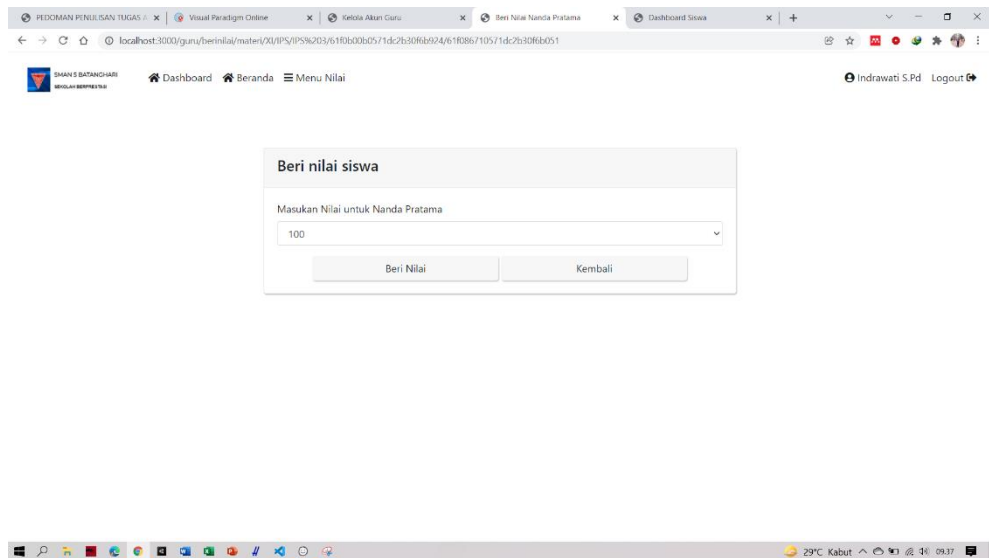 PEDOMAN PENULISAN TUGAS A
Visual Paradigm Online
Kelola Akun Guru
Beri Nilai Nanda Pratama
Dashboard Siswa
localhost:3000/guru/berinilai/materi/XI/IPS/IPS%203/61f0b00b0571dc2b30f6b924/61f086710571dc2b30f6b051
SMAN 5 BATANGHARI
SEKOLAH BERPRESTASI
Dashboard Beranda Menu Nilai
Indrawati S.Pd Logout
Beri nilai siswa
Masukan Nilai untuk Nanda Pratama
100
Beri Nilai Kembali
29°C Kabut 09.37